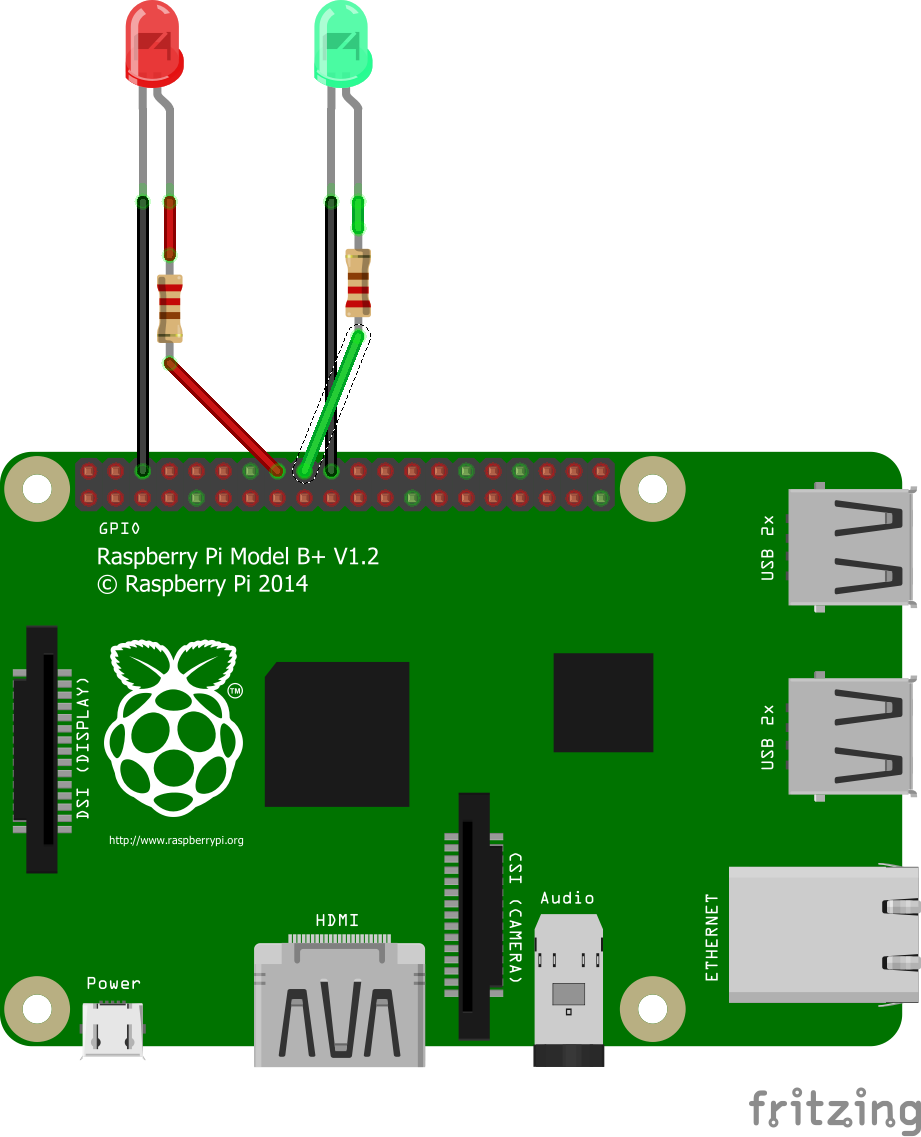 GPIO
Raspberry Pi Model B+ V1.2
© Raspberry Pi 2014
USB 2x
DSI (DISPLAY)
TM
USB 2x
http://www.raspberrypi.org
CSI (CAMERA)
Audio
ETHERNET
HDMI
Power
fritzing